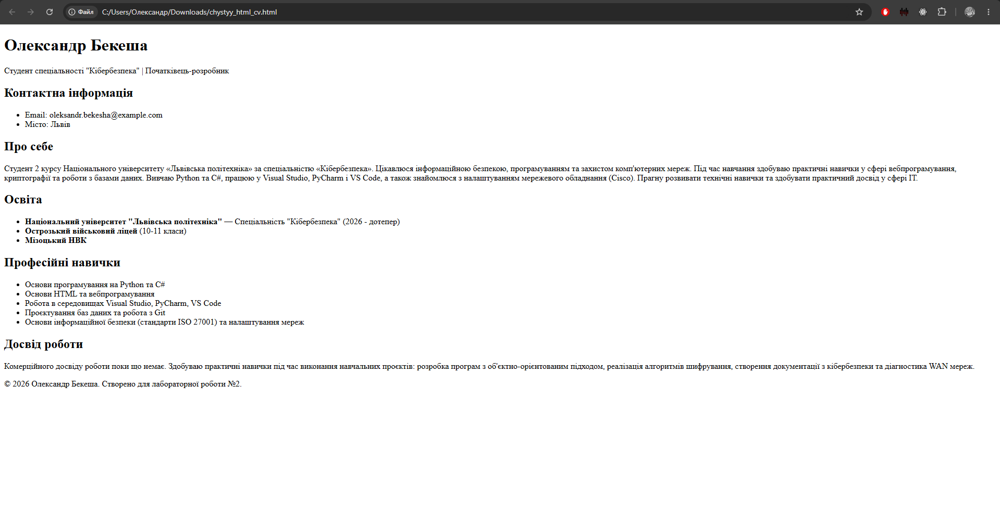 Файл C:/Users/Олександр/Downloads/chystyy_html_cv.html
Олександр Бекеша
Студент спеціальності "Кібербезпека" | Початківець-розробник
Контактна інформація
Email: oleksandr.bekesha@example.com
Місто: Львів
Про себе
Студент 2 курсу Національного університету «Львівська політехніка» за спеціальністю «Кібербезпека». Цікавлюся інформаційною безпекою, програмуванням та захистом комп'ютерних мереж. Під час навчання здобуваю практичні навички у сфері вебпрограмування,
криптографії та роботи з базами даних. Вивчаю Python та C#, працюю у Visual Studio, PyCharm і VS Code, а також знайомлюся з налаштуванням мережевого обладнання (Cisco). Прагну розвивати технічні навички та здобувати практичний досвід у сфері ІТ.
Освіта
Національний університет "Львівська політехніка" — Спеціальність "Кібербезпека" (2026 - дотепер)
Острозький військовий ліцей (10-11 класи)
Мізоцький НВК
Професійні навички
Основи програмування на Python та C#
Основи HTML та вебпрограмування
Робота в середовищах Visual Studio, PyCharm, VS Code
Проєктування баз даних та робота з Git
Основи інформаційної безпеки (стандарти ISO 27001) та налаштування мереж
Досвід роботи
Комерційного досвіду роботи поки що немає. Здобуваю практичні навички під час виконання навчальних проєктів: розробка програм з об'єктно-орієнтованим підходом, реалізація алгоритмів шифрування, створення документації з кібербезпеки та діагностика WAN мереж.
© 2026 Олександр Бекеша. Створено для лабораторної роботи №2.